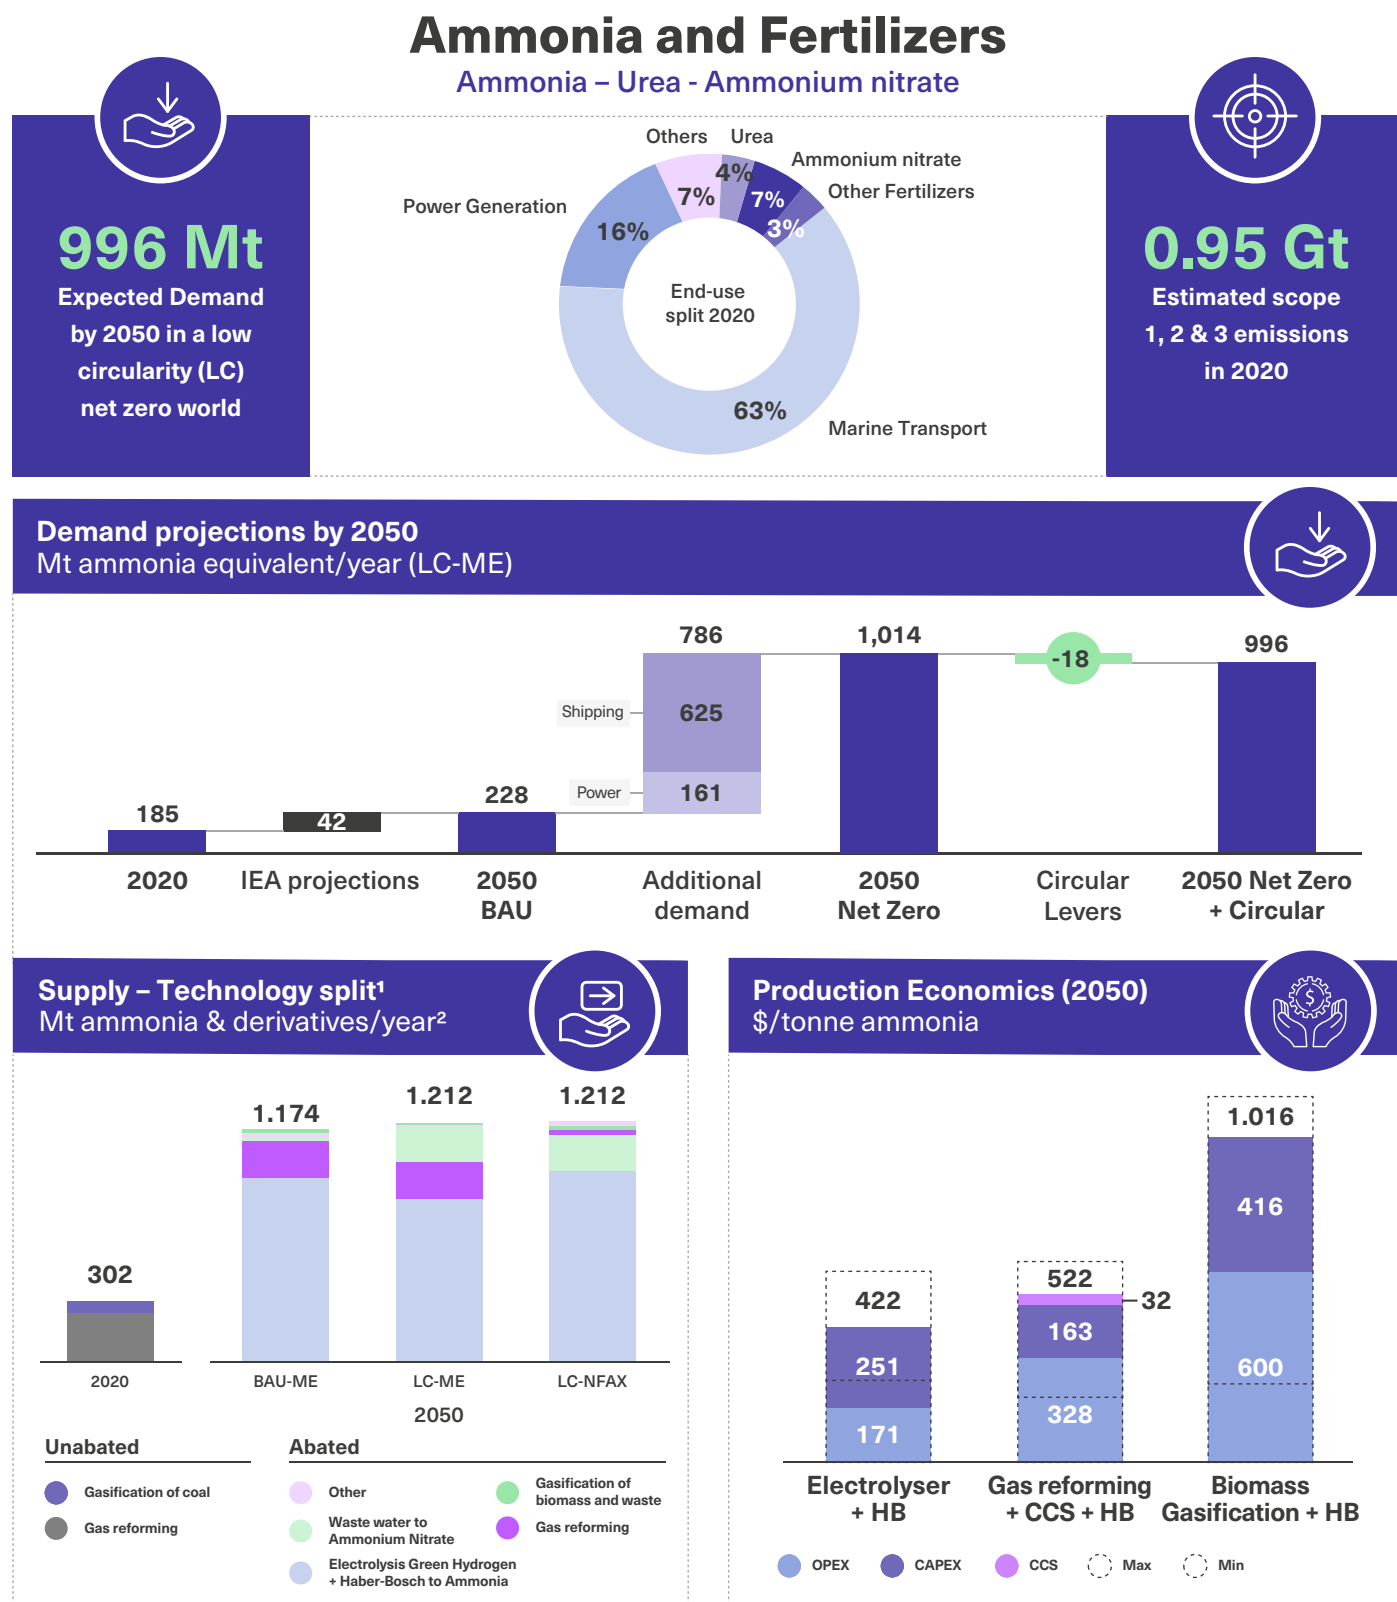 Ammonia and Fertilizers
Ammonia – Urea - Ammonium nitrate
996 Mt
Expected Demand
by 2050 in a low
circularity (LC)
net zero world
Others
Urea
Ammonium nitrate
Other Fertilizers
Power Generation
4%
7%
7%
3%
16%
End-use
split 2020
63%
Marine Transport
0.95 Gt
Estimated scope
1, 2 & 3 emissions
in 2020
Demand projections by 2050
Mt ammonia equivalent/year (LC-ME)
786
1,014
-18
996
Shipping
625
Power
161
185
42
228
2020
IEA projections
2050
BAU
Additional
demand
2050
Net Zero
Circular
Levers
2050 Net Zero
+ Circular
Supply – Technology split¹
Mt ammonia & derivatives/year²
302
1.174
1.212
1.212
2020
BAU-ME
LC-ME
LC-NFAX
2050
Unabated
Gasification of coal
Gas reforming
Abated
Other
Waste water to
Ammonium Nitrate
Electrolysis Green Hydrogen
+ Haber-Bosch to Ammonia
Gasification of
biomass and waste
Gas reforming
Production Economics (2050)
$/tonne ammonia
$
422
251
171
522
32
163
328
1.016
416
600
Electrolyser
+ HB
Gas reforming
+ CCS + HB
Biomass
Gasification + HB
OPEX
CAPEX
CCS
Max
Min